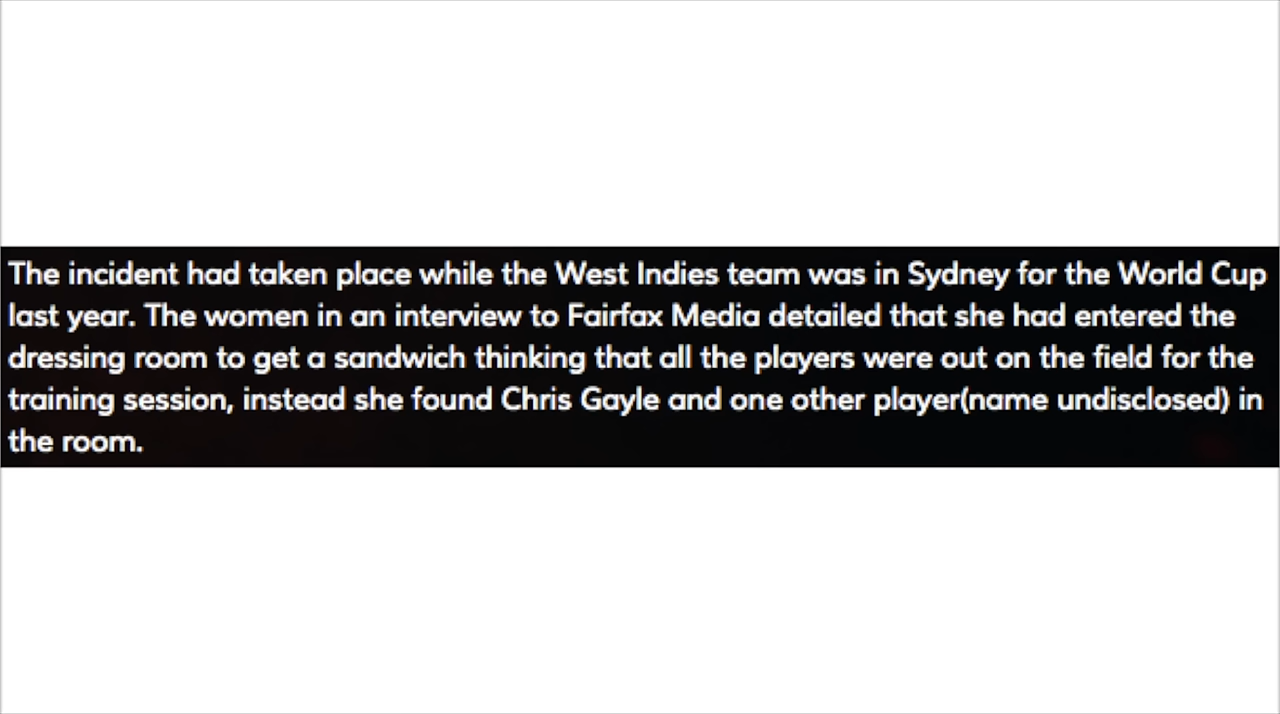 The incident had taken place while the West Indies team was in Sydney for the World Cup
last year. The women in an interview to Fairfax Media detailed that she had entered the
dressing room to get a sandwich thinking that all the players were out on the field for the
training session, instead she found Chris Gayle and one other player(name undisclosed) in
the room.